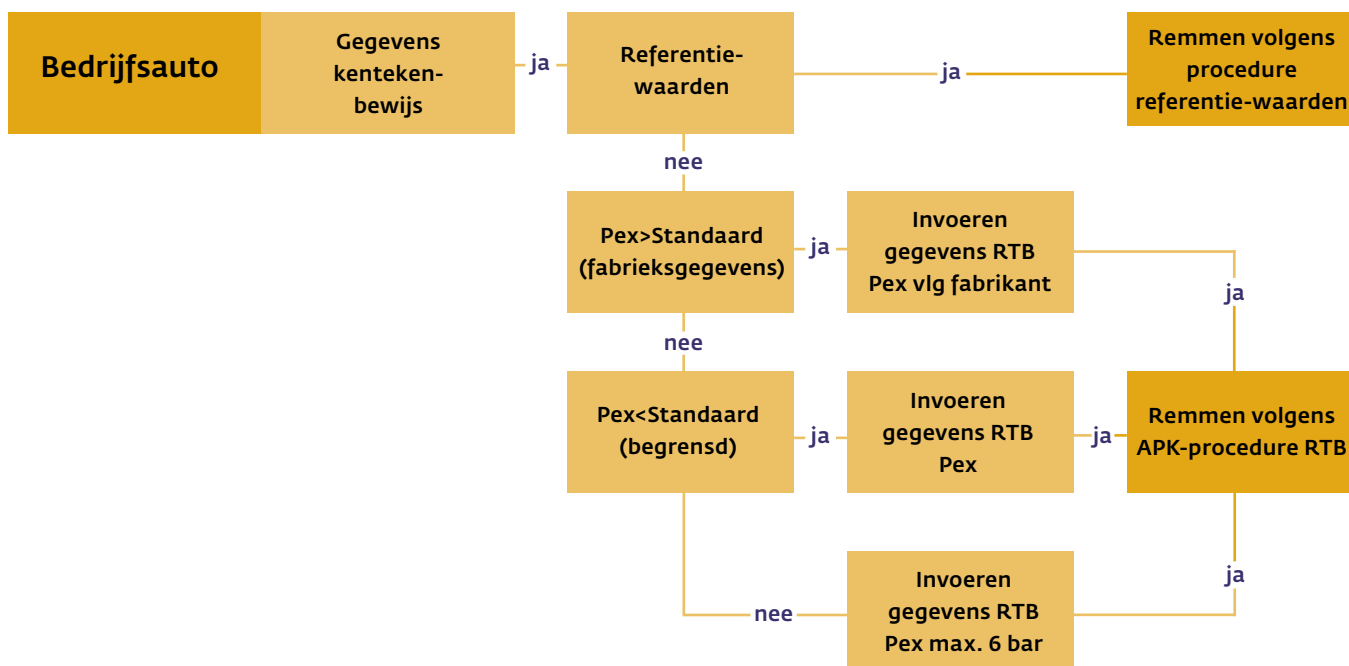 Bedrijfsauto
Gegevens
kenteken-
bewijs
ja
Referentie-
waarden
ja
Remmen volgens
procedure
referentie-waarden
nee
Pex>Standaard
(fabrieksgegevens)
ja
Invoeren
gegevens RTB
Pex vlg fabrikant
ja
nee
Pex<Standaard
(begrensd)
ja
Invoeren
gegevens RTB
Pex
ja
Remmen volgens
APK-procedure RTB
nee
Invoeren
gegevens RTB
Pex max. 6 bar
ja